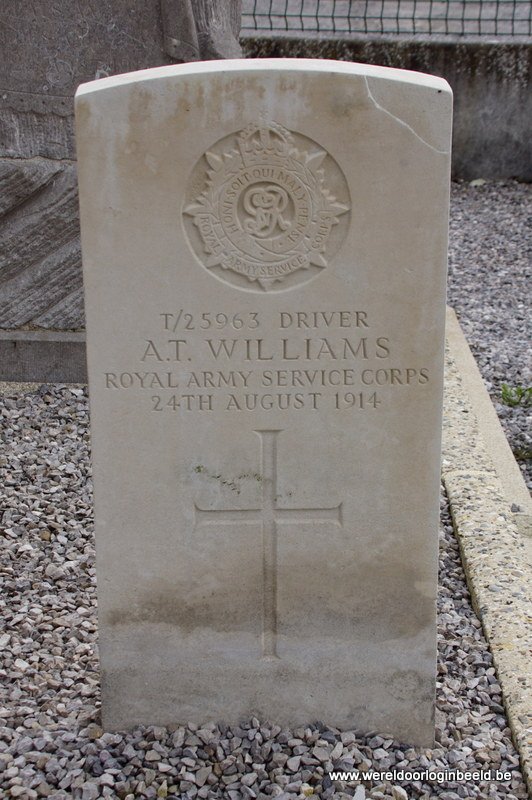 HONI SOIT QUI MAL Y PENSE
ROYAL ARMY SERVICE CORPS
T/25963 DRIVER
A.T. WILLIAMS
ROYAL ARMY SERVICE CORPS
24TH AUGUST 1914
www.wereldoorloginbeeld.be